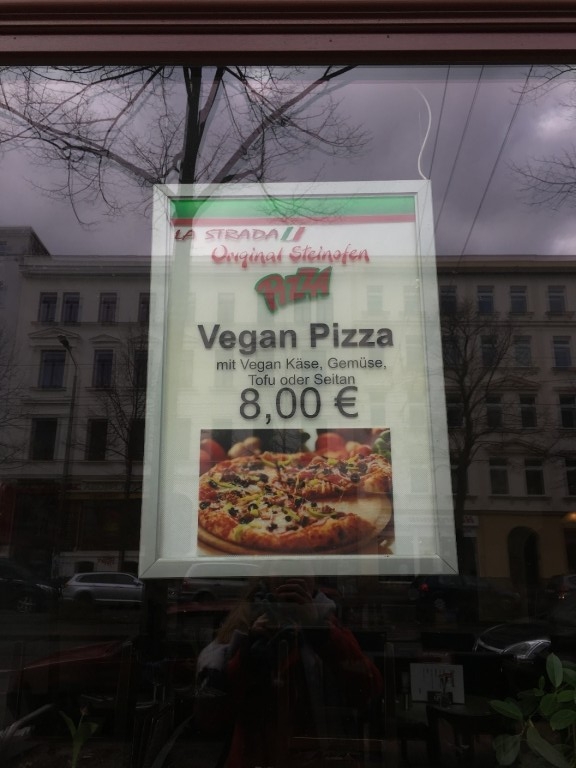 LA STRADA
Original Steinofen
PIZZA
Vegan Pizza
mit Vegan Käse, Gemüse,
Tofu oder Seitan
8,00 €